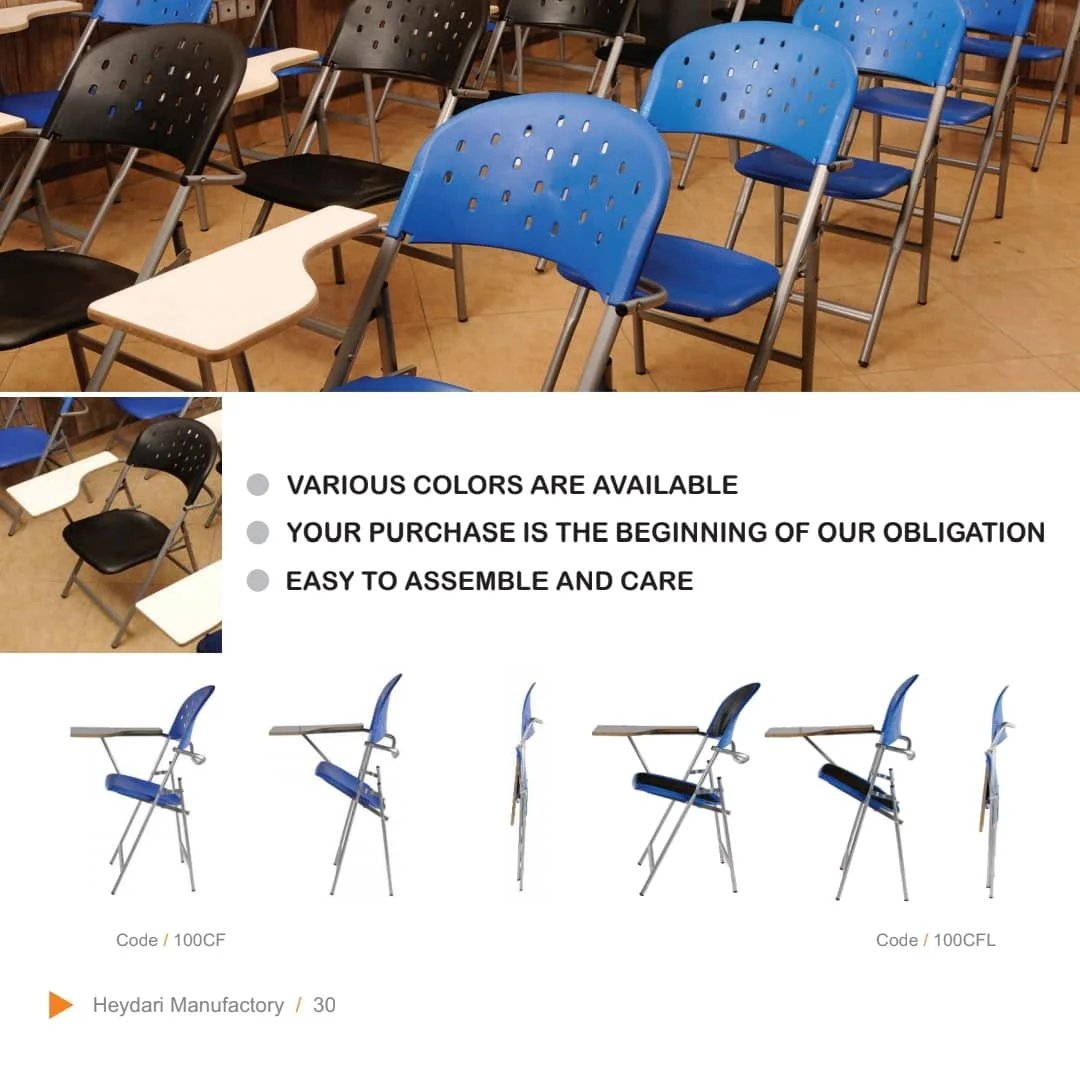 VARIOUS COLORS ARE AVAILABLE
YOUR PURCHASE IS THE BEGINNING OF OUR OBLIGATION
EASY TO ASSEMBLE AND CARE
Code / 100CF
Code / 100CFL
Heydari Manufactory / 30